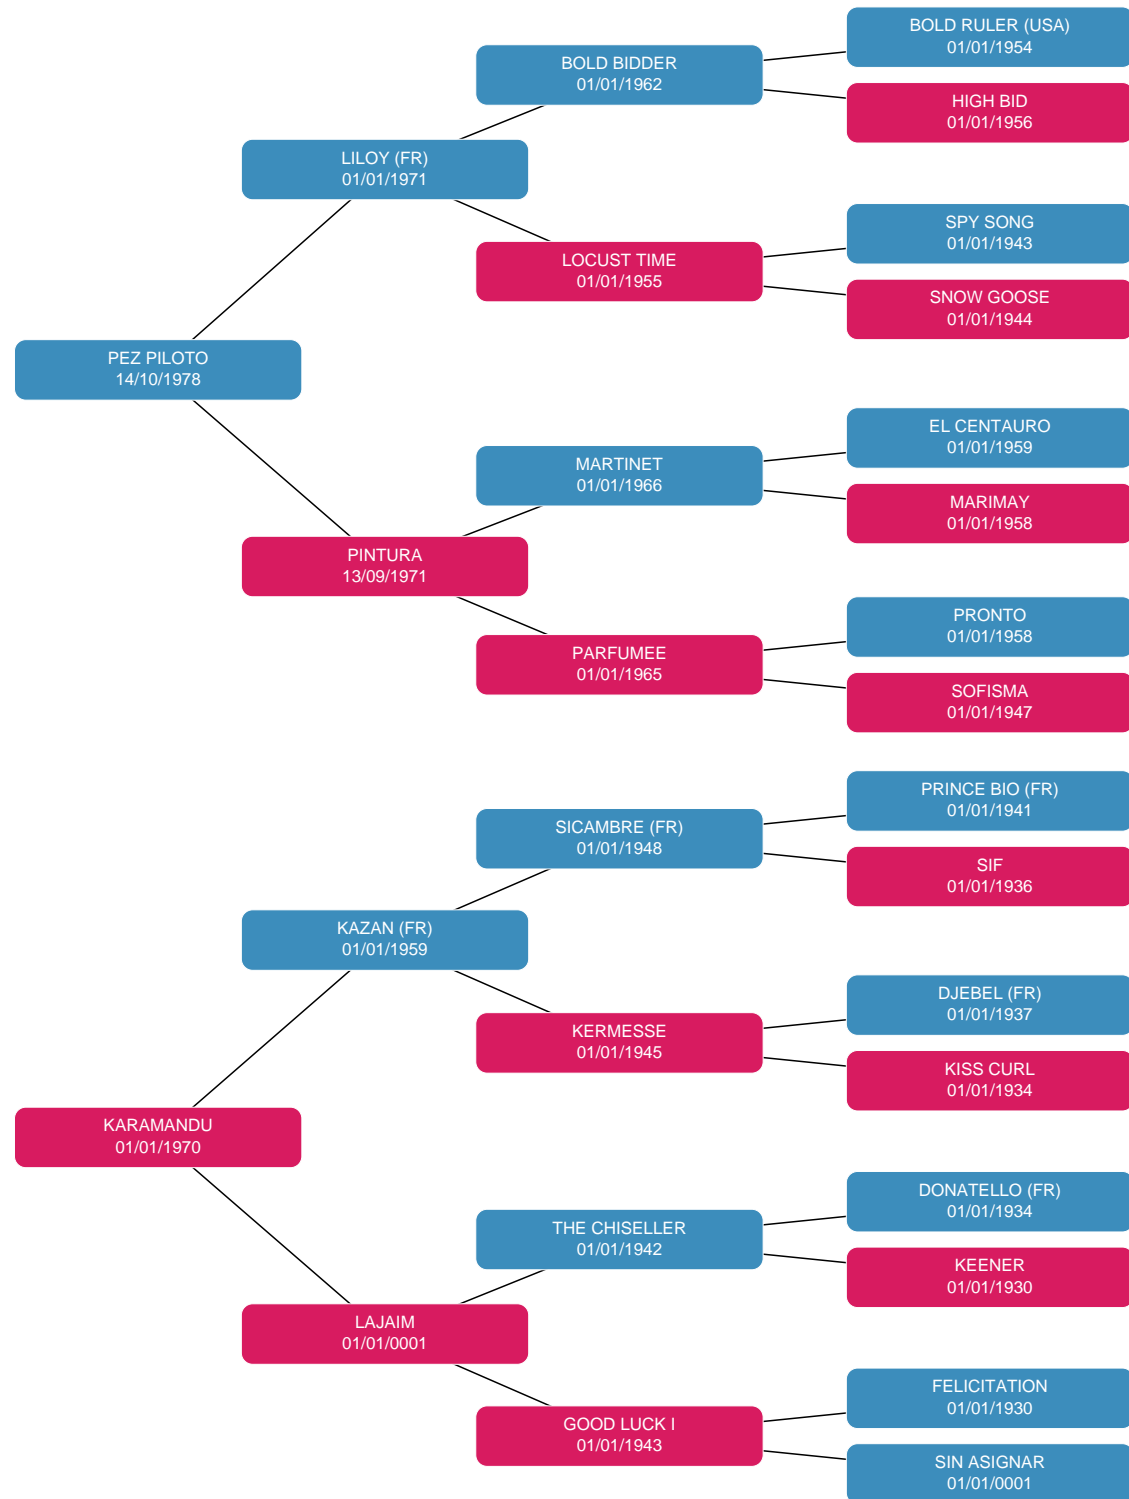 BOLD RULER (USA)
01/01/1954
BOLD BIDDER
01/01/1962
HIGH BID
01/01/1956
LILOY (FR)
01/01/1971
SPY SONG
01/01/1943
LOCUST TIME
01/01/1955
SNOW GOOSE
01/01/1944
PEZ PILOTO
14/10/1978
EL CENTAURO
01/01/1959
MARTINET
01/01/1966
MARIMAY
01/01/1958
PINTURA
13/09/1971
PRONTO
01/01/1958
PARFUMEE
01/01/1965
SOFISMA
01/01/1947
PRINCE BIO (FR)
01/01/1941
SICAMBRE (FR)
01/01/1948
SIF
01/01/1936
KAZAN (FR)
01/01/1959
DJEBEL (FR)
01/01/1937
KERMESSE
01/01/1945
KISS CURL
01/01/1934
KARAMANDU
01/01/1970
DONATELLO (FR)
01/01/1934
THE CHISELLER
01/01/1942
KEENER
01/01/1930
LAJAIM
01/01/0001
FELICITATION
01/01/1930
GOOD LUCK I
01/01/1943
SIN ASIGNAR
01/01/0001